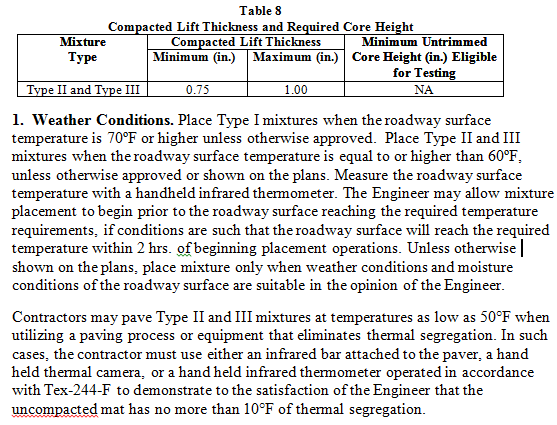 Table 8
Compacted Lift Thickness and Required Core Height
Mixture Type Compacted Lift Thickness Minimum Untrimmed Core Height (in.) Eligible for Testing
Minimum (in.) Maximum (in.)
Type II and Type III 0.75 1.00 NA
1. Weather Conditions. Place Type I mixtures when the roadway surface
temperature is 70°F or higher unless otherwise approved. Place Type II and III
mixtures when the roadway surface temperature is equal to or higher than 60°F,
unless otherwise approved or shown on the plans. Measure the roadway surface
temperature with a handheld infrared thermometer. The Engineer may allow mixture
placement to begin prior to the roadway surface reaching the required temperature
requirements, if conditions are such that the roadway surface will reach the required
temperature within 2 hrs. of beginning placement operations. Unless otherwise
shown on the plans, place mixture only when weather conditions and moisture
conditions of the roadway surface are suitable in the opinion of the Engineer.
Contractors may pave Type II and III mixtures at temperatures as low as 50°F when
utilizing a paving process or equipment that eliminates thermal segregation. In such
cases, the contractor must use either an infrared bar attached to the paver, a hand
held thermal camera, or a hand held infrared thermometer operated in accordance
with Tex-244-F to demonstrate to the satisfaction of the Engineer that the
uncompacted mat has no more than 10°F of thermal segregation.